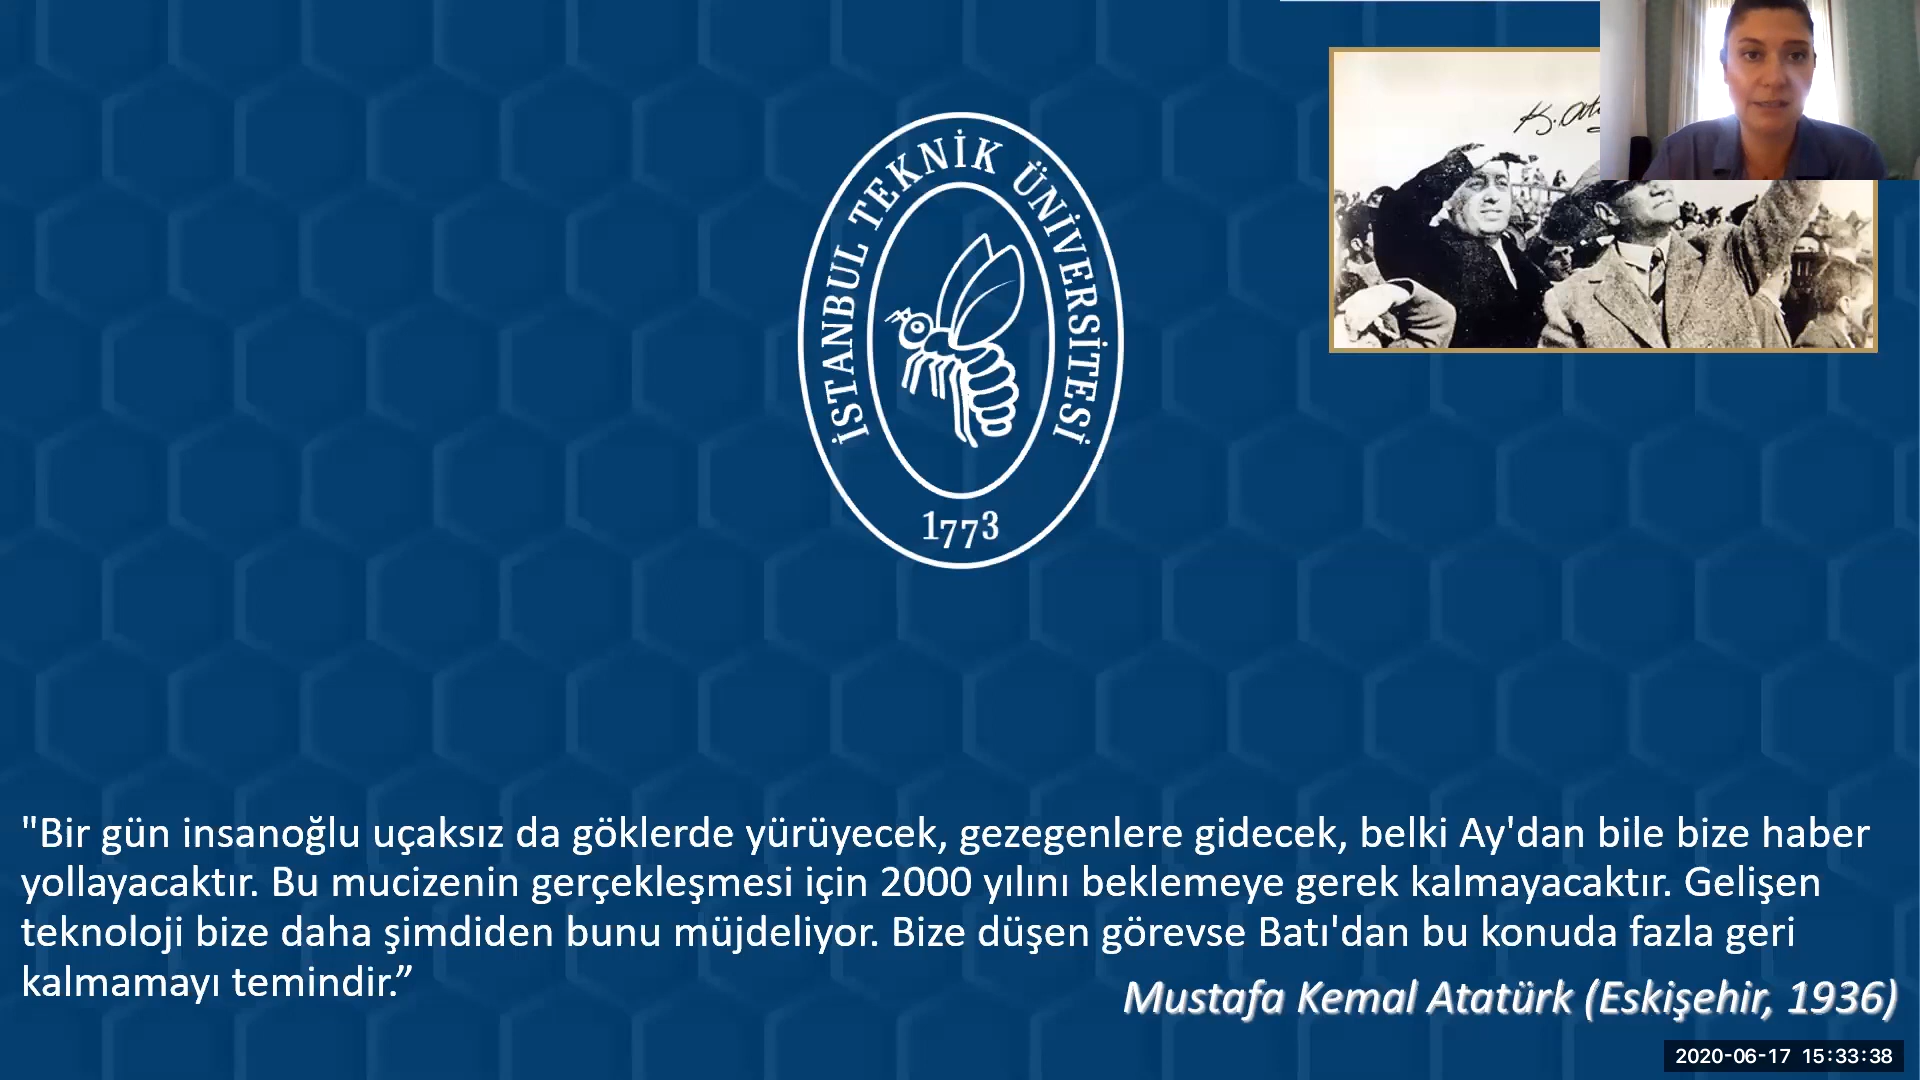 İSTANBUL TEKNİK ÜNİVERSİTESİ
1773
"Bir gün insanoğlu uçaksız da göklerde yürüyecek, gezegenlere gidecek, belki Ay'dan bile bize haber
yollayacaktır. Bu mucizenin gerçekleşmesi için 2000 yılını beklemeye gerek kalmayacaktır. Gelişen
teknoloji bize daha şimdiden bunu müjdeliyor. Bize düşen görevse Batı'dan bu konuda fazla geri
kalmamayı temindir.”
Mustafa Kemal Atatürk (Eskişehir, 1936)
2020-06-17 15:33:38